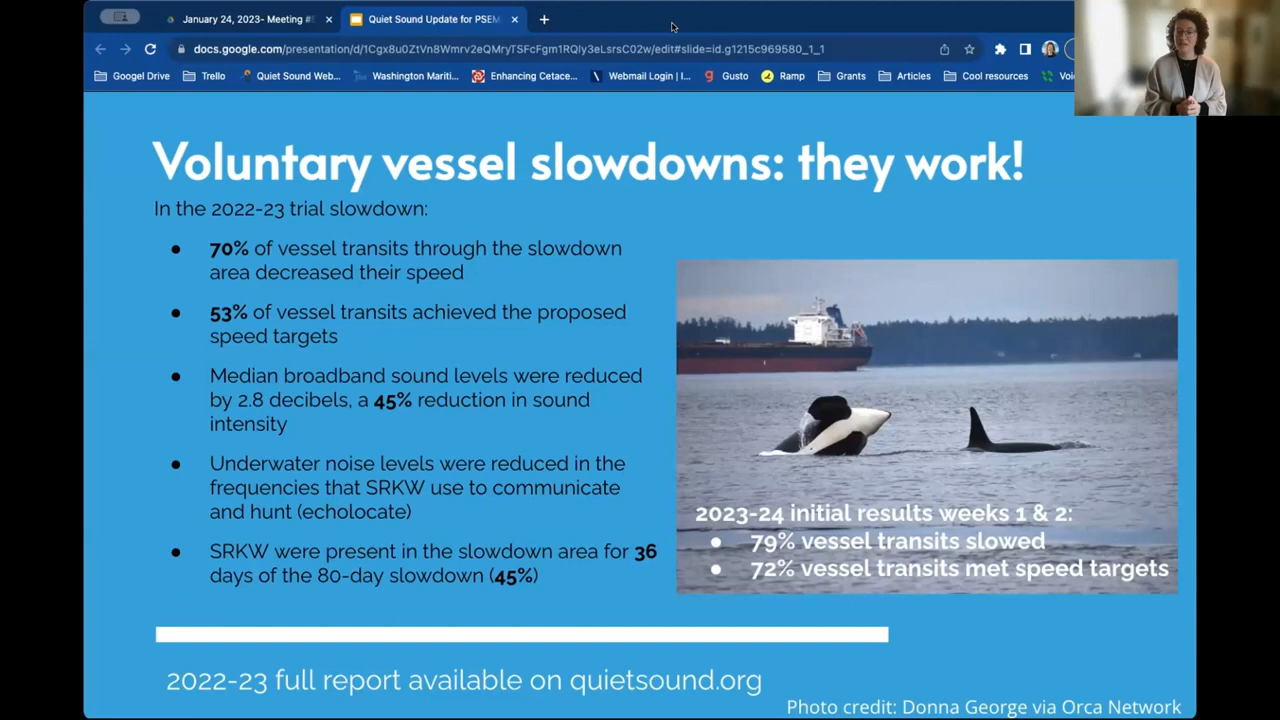 January 24, 2023- Meeting #
Quiet Sound Update for PSEM
docs.google.com/presentation/d/1Cgx8u0ZtVn8Wmrv2eQMryTSFcFgm1RQly3eLsrsC02w/edit#slide=id.g1215c969580_1_1
Googel Drive
Trello
Quiet Sound Web...
Washington Mariti...
Enhancing Cetace...
Webmail Login | I...
Gusto
Ramp
Grants
Articles
Cool resources
Voluntary vessel slowdowns: they work!
In the 2022-23 trial slowdown:
● 70% of vessel transits through the slowdown
area decreased their speed
● 53% of vessel transits achieved the proposed
speed targets
● Median broadband sound levels were reduced
by 2.8 decibels, a 45% reduction in sound
intensity
● Underwater noise levels were reduced in the
frequencies that SRKW use to communicate
and hunt (echolocate)
● SRKW were present in the slowdown area for 36
days of the 80-day slowdown (45%)
2023-24 initial results weeks 1 & 2:
● 79% vessel transits slowed
● 72% vessel transits met speed targets
2022-23 full report available on quietsound.org
Photo credit: Donna George via Orca Network